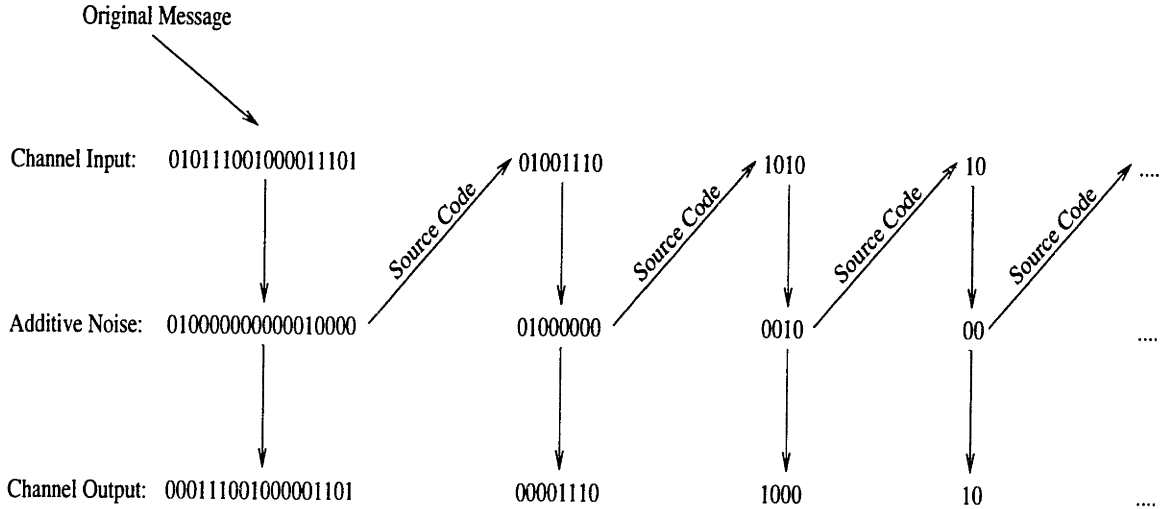 Original Message
Channel Input: 010111001000011101 01001110 1010 10 ....
Source Code Source Code Source Code Source Code
Additive Noise: 010000000000010000 01000000 0010 00 ....
Channel Output: 000111001000001101 00001110 1000 10 ....